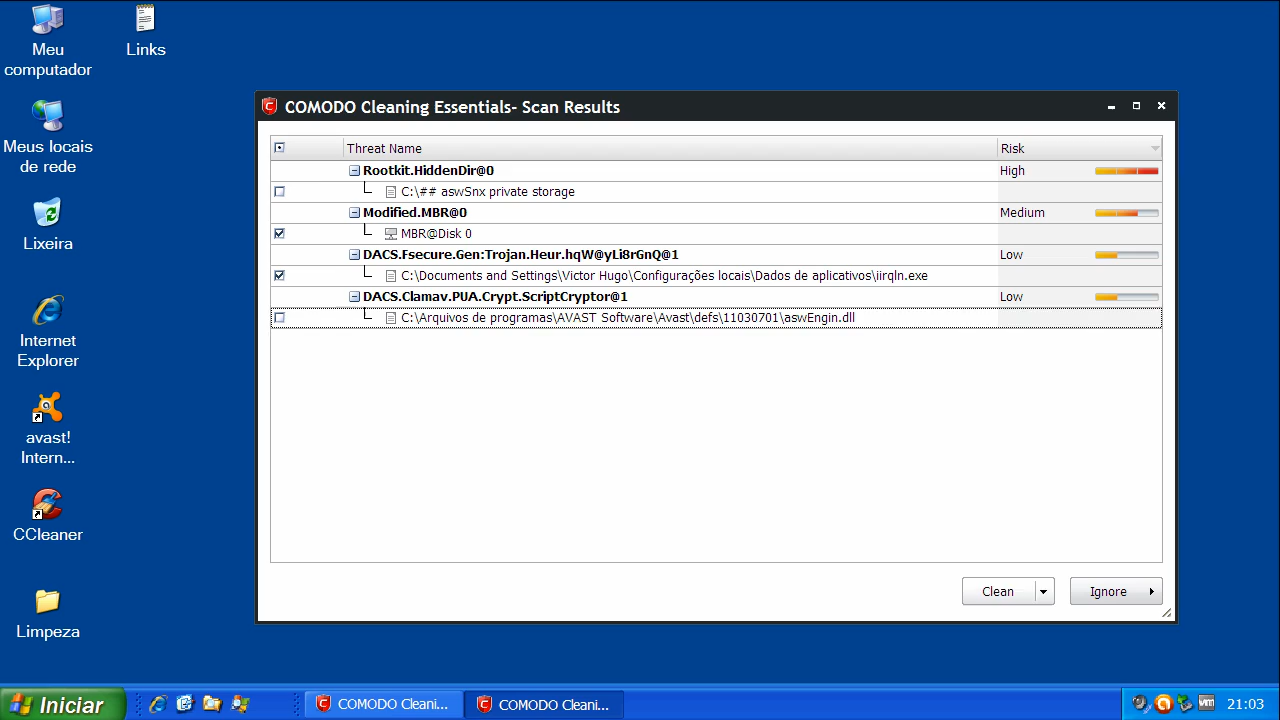 Meu
computador
Links
Meus locais
de rede
Lixeira
Internet
Explorer
avast!
Intern...
CCleaner
Limpeza
COMODO Cleaning Essentials- Scan Results
Threat Name Risk
Rootkit.HiddenDir@0 High
C:\## aswSnx private storage
Modified.MBR@0 Medium
MBR@Disk 0
DACS.Fsecure.Gen:Trojan.Heur.hqW@yLi8rGnQ@1 Low
C:\Documents and Settings\Victor Hugo\Configurações locais\Dados de aplicativos\iirqln.exe
DACS.Clamav.PUA.Crypt.ScriptCryptor@1 Low
C:\Arquivos de programas\AVAST Software\Avast\defs\11030701\aswEngin.dll
Clean Ignore
Iniciar COMODO Cleani... COMODO Cleani... vm 21:03